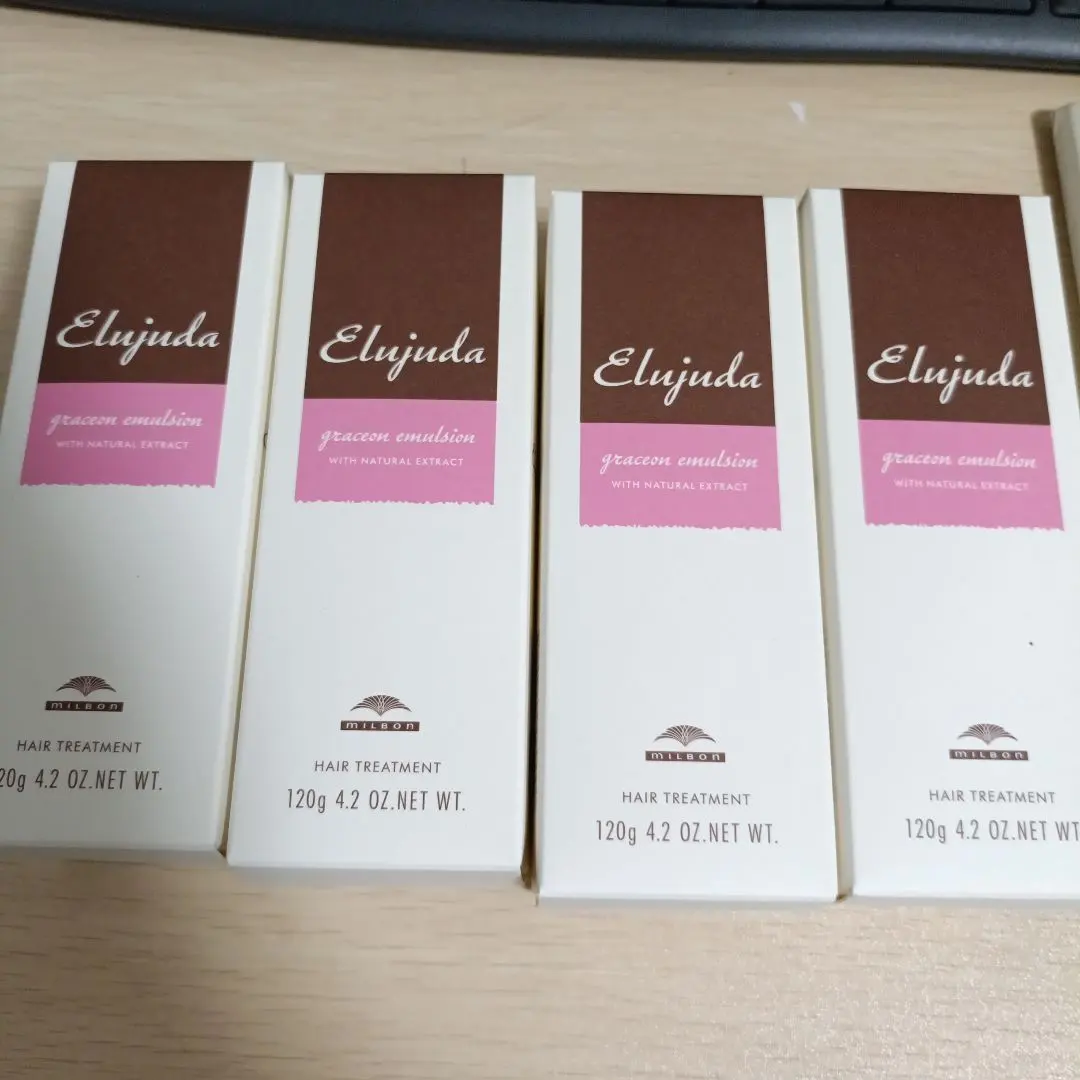 Elujuda
graceon emulsion
WITH NATURAL EXTRACT
MILBON
HAIR TREATMENT
20g 4.2 OZ.NET WT.
Elujuda
graceon emulsion
WITH NATURAL EXTRACT
MILBON
HAIR TREATMENT
120g 4.2 OZ.NET WT.
Elujuda
graceon emulsion
WITH NATURAL EXTRACT
MILBON
HAIR TREATMENT
120g 4.2 OZ.NET WT.
Elujuda
graceon emulsion
WITH NATURAL EXTRACT
MILBON
HAIR TREATMENT
120g 4.2 OZ.NET WT